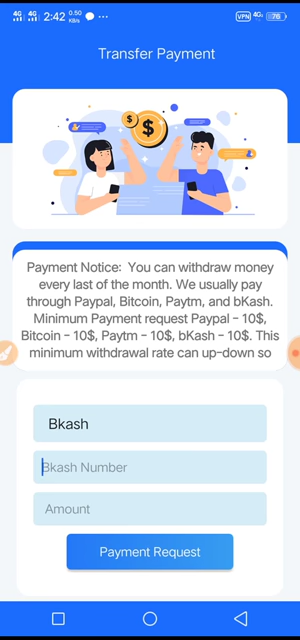 2:42 0.50 KB/s ... VPN 4G 76
Transfer Payment
Payment Notice: You can withdraw money
every last of the month. We usually pay
through Paypal, Bitcoin, Paytm, and bKash.
Minimum Payment request Paypal - 10$,
Bitcoin - 10$, Paytm - 10$, bKash - 10$. This
minimum withdrawal rate can up-down so
Bkash
Bkash Number
Amount
Payment Request